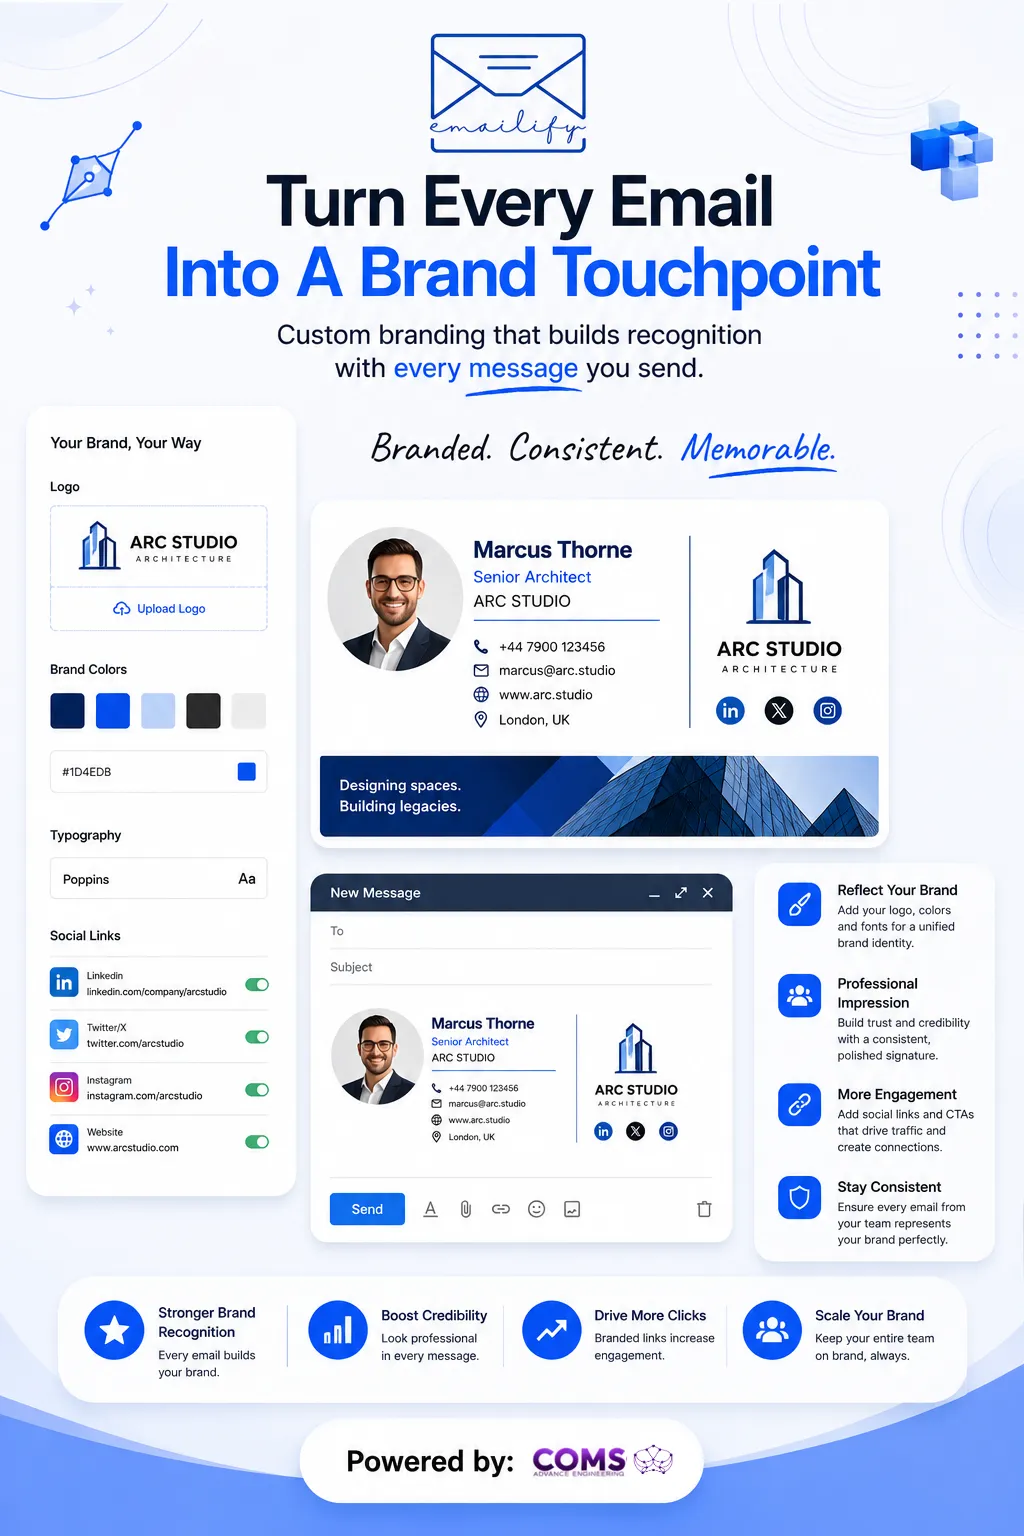 emailify
Turn Every Email
Into A Brand Touchpoint
Custom branding that builds recognition
with every message you send.
Branded. Consistent. Memorable.
Your Brand, Your Way
Logo
ARC STUDIO
ARCHITECTURE
Upload Logo
Brand Colors
#1D4EDB
Typography
Poppins
Aa
Social Links
in
Linkedin
linkedin.com/company/arcstudio
Twitter/X
twitter.com/arcstudio
Instagram
instagram.com/arcstudio
Website
www.arcstudio.com
Marcus Thorne
Senior Architect
ARC STUDIO
+44 7900 123456
marcus@arc.studio
www.arc.studio
London, UK
ARC STUDIO
ARCHITECTURE
in
X
Designing spaces.
Building legacies.
New Message
To
Subject
Marcus Thorne
Senior Architect
ARC STUDIO
+44 7900 123456
marcus@arc.studio
www.arc.studio
London, UK
ARC STUDIO
ARCHITECTURE
in
X
Send
A
Reflect Your Brand
Add your logo, colors
and fonts for a unified
brand identity.
Professional
Impression
Build trust and credibility
with a consistent,
polished signature.
More Engagement
Add social links and CTAs
that drive traffic and
create connections.
Stay Consistent
Ensure every email from
your team represents
your brand perfectly.
Stronger Brand
Recognition
Every email builds
your brand.
Boost Credibility
Look professional
in every message.
Drive More Clicks
Branded links increase
engagement.
Scale Your Brand
Keep your entire team
on brand, always.
Powered by:
COMS
ADVANCE ENGINEERING